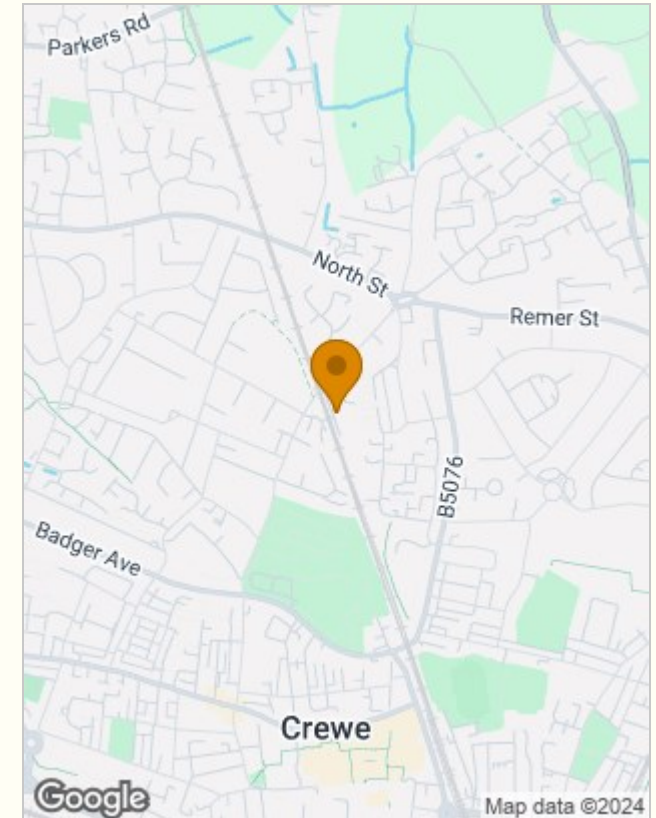 Parkers Rd
North St
Remer St
B5076
Badger Ave
Crewe
Google
Map data ©2024